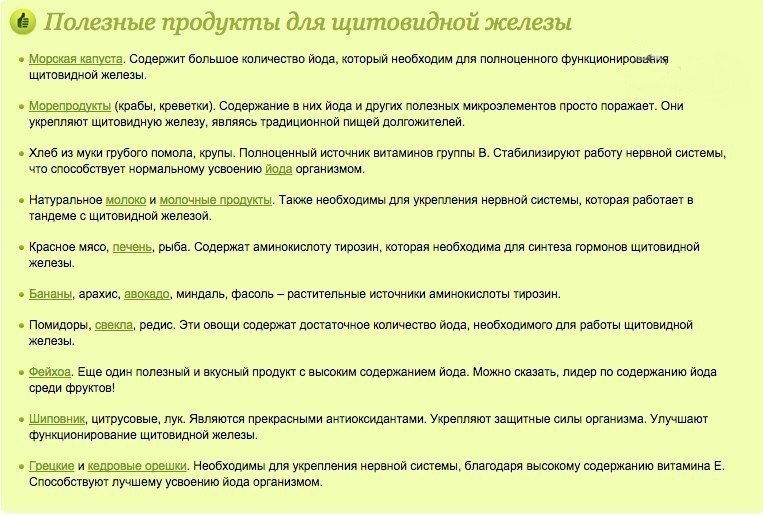 Полезные продукты для щитовидной железы
Морская капуста. Содержит большое количество йода, который необходим для полноценного функционирования
щитовидной железы.
Морепродукты (крабы, креветки). Содержание в них йода и других полезных микроэлементов просто поражает. Они
укрепляют щитовидную железу, являясь традиционной пищей долгожителей.
Хлеб из муки грубого помола, крупы. Полноценный источник витаминов группы В. Стабилизируют работу нервной системы,
что способствует нормальному усвоению йода организмом.
Натуральное молоко и молочные продукты. Также необходимы для укрепления нервной системы, которая работает в
тандеме с щитовидной железой.
Красное мясо, печень, рыба. Содержат аминокислоту тирозин, которая необходима для синтеза гормонов щитовидной
железы.
Бананы, арахис, авокадо, миндаль, фасоль – растительные источники аминокислоты тирозин.
Помидоры, свекла, редис. Эти овощи содержат достаточное количество йода, необходимого для работы щитовидной
железы.
Фейхоа. Еще один полезный и вкусный продукт с высоким содержанием йода. Можно сказать, лидер по содержанию йода
среди фруктов!
Шиповник, цитрусовые, лук. Являются прекрасными антиоксидантами. Укрепляют защитные силы организма. Улучшают
функционирование щитовидной железы.
Грецкие и кедровые орешки. Необходимы для укрепления нервной системы, благодаря высокому содержанию витамина Е.
Способствуют лучшему усвоению йода организмом.